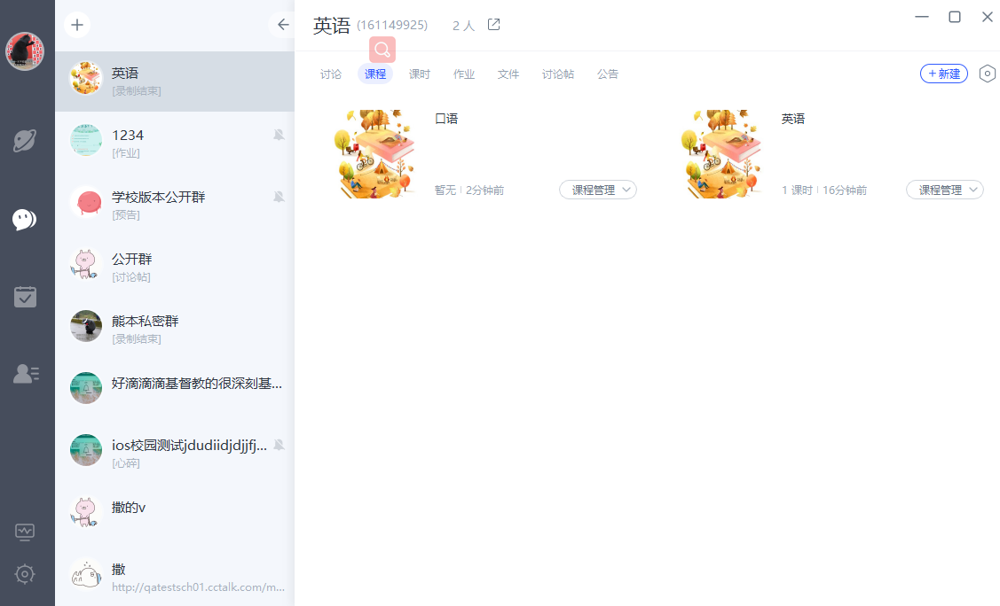 英语 (161149925) 2 人
讨论 课程 课时 作业 文件 讨论帖 公告 +新建
英语
[录制结束]
1234
[作业]
学校版本公开群
[预告]
公开群
[讨论帖]
熊本私密群
[录制结束]
好滴滴滴基督教的很深刻基...
ios校园测试jdudiidjdjjfj...
[心碎]
撒的v
撒
http://qatestsch01.cctalk.com/m...
口语
暂无 | 2分钟前 课程管理
英语
1 课时 | 16分钟前 课程管理